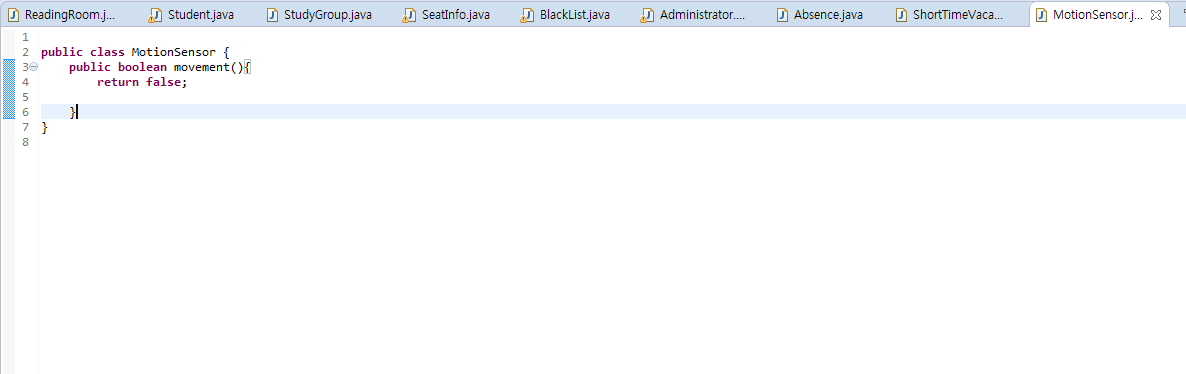 ReadingRoom.j... Student.java StudyGroup.java SeatInfo.java BlackList.java Administrator.... Absence.java ShortTimeVaca... MotionSensor.j...
1
2 public class MotionSensor {
3 public boolean movement(){
4 return false;
5
6 }
7 }
8